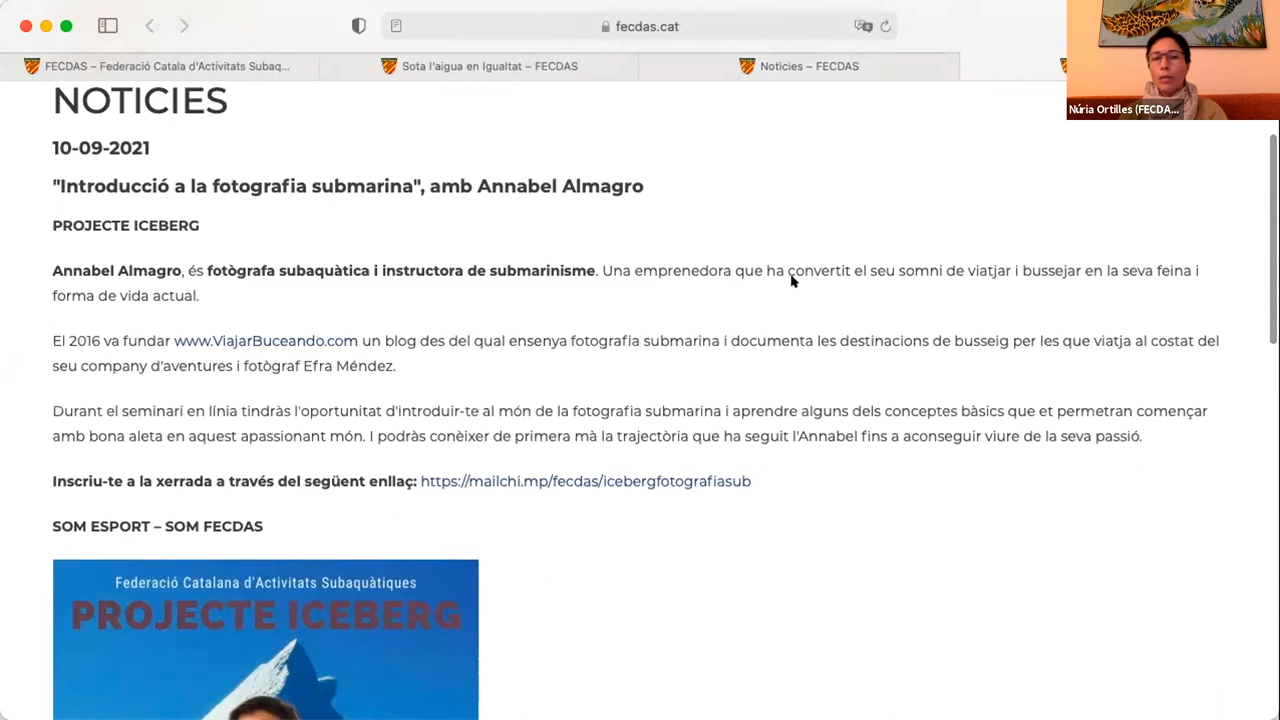 fecdas.cat
FECDAS – Federació Catala d'Activitats Subaq...
Sota l'aigua en Igualtat – FECDAS
Noticies – FECDAS
Núria Ortilles (FECDA...
NOTICIES
10-09-2021
"Introducció a la fotografia submarina", amb Annabel Almagro
PROJECTE ICEBERG
Annabel Almagro, és fotògrafa subaquàtica i instructora de submarinisme. Una emprenedora que ha convertit el seu somni de viatjar i bussejar en la seva feina i
forma de vida actual.
El 2016 va fundar www.ViajarBuceando.com un blog des del qual ensenya fotografia submarina i documenta les destinacions de busseig per les que viatja al costat del
seu company d'aventures i fotògraf Efra Méndez.
Durant el seminari en línia tindràs l'oportunitat d'introduir-te al món de la fotografia submarina i aprendre alguns dels conceptes bàsics que et permetran començar
amb bona aleta en aquest apassionant món. I podràs conèixer de primera mà la trajectòria que ha seguit l'Annabel fins a aconseguir viure de la seva passió.
Inscriu-te a la xerrada a través del següent enllaç: https://mailchi.mp/fecdas/icebergfotografiasub
SOM ESPORT – SOM FECDAS
Federació Catalana d'Activitats Subaquàtiques
PROJECTE ICEBERG